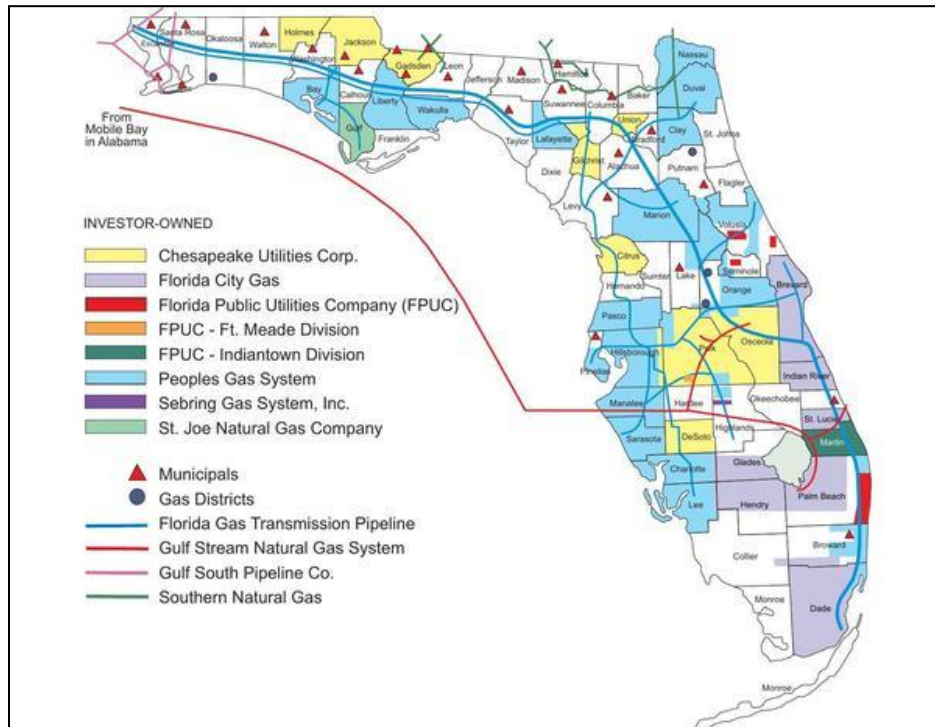 Santa Rosa
Escambia
Okaloosa
Walton
Holmes
Washington
Jackson
Bay
Calhoun
Gulf
Gadsden
Liberty
Franklin
Leon
Wakulla
Jefferson
Madison
Taylor
Hamilton
Suwannee
Lafayette
Dixie
Columbia
Gilchrist
Levy
Baker
Union
Bradford
Alachua
Nassau
Duval
Clay
St. Johns
Putnam
Flagler
Marion
Volusia
Citrus
Sumter
Lake
Seminole
Hernando
Orange
Brevard
Pasco
Hillsborough
Pinellas
Polk
Osceola
Indian River
Manatee
Hardee
Okeechobee
Highlands
St. Lucie
Sarasota
DeSoto
Martin
Charlotte
Glades
Lee
Hendry
Palm Beach
Collier
Broward
Monroe
Dade
Monroe
From
Mobile Bay
in Alabama
INVESTOR-OWNED
Chesapeake Utilities Corp.
Florida City Gas
Florida Public Utilities Company (FPUC)
FPUC - Ft. Meade Division
FPUC - Indiantown Division
Peoples Gas System
Sebring Gas System, Inc.
St. Joe Natural Gas Company
Municipals
Gas Districts
Florida Gas Transmission Pipeline
Gulf Stream Natural Gas System
Gulf South Pipeline Co.
Southern Natural Gas